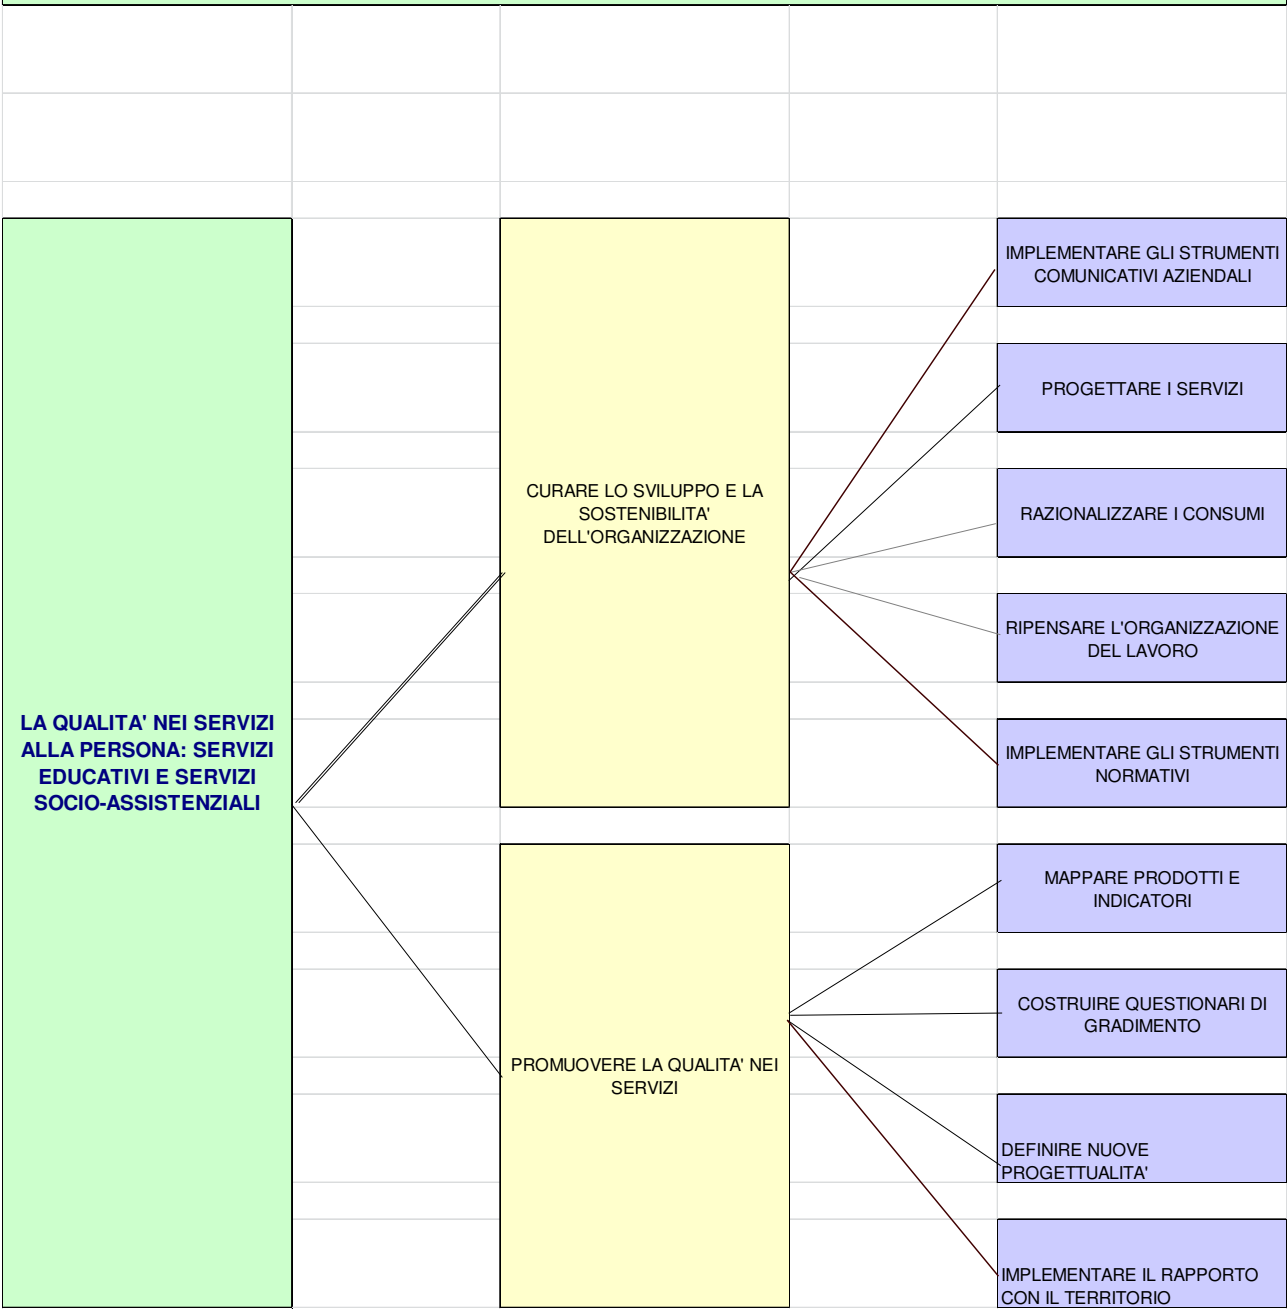 LA QUALITA' NEI SERVIZI
ALLA PERSONA: SERVIZI
EDUCATIVI E SERVIZI
SOCIO-ASSISTENZIALI
CURARE LO SVILUPPO E LA
SOSTENIBILITA'
DELL'ORGANIZZAZIONE
IMPLEMENTARE GLI STRUMENTI
COMUNICATIVI AZIENDALI
PROGETTARE I SERVIZI
RAZIONALIZZARE I CONSUMI
RIPENSARE L'ORGANIZZAZIONE
DEL LAVORO
IMPLEMENTARE GLI STRUMENTI
NORMATIVI
PROMUOVERE LA QUALITA' NEI
SERVIZI
MAPPARE PRODOTTI E
INDICATORI
COSTRUIRE QUESTIONARI DI
GRADIMENTO
DEFINIRE NUOVE
PROGETTUALITA'
IMPLEMENTARE IL RAPPORTO
CON IL TERRITORIO